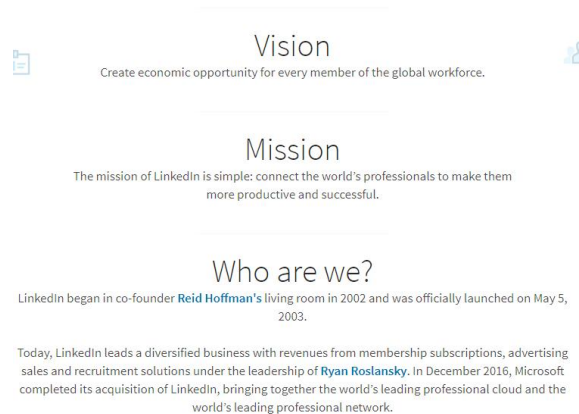 Vision
Create economic opportunity for every member of the global workforce.
Mission
The mission of LinkedIn is simple: connect the world's professionals to make them
more productive and successful.
Who are we?
LinkedIn began in co-founder Reid Hoffman's living room in 2002 and was officially launched on May 5,
2003.
Today, LinkedIn leads a diversified business with revenues from membership subscriptions, advertising
sales and recruitment solutions under the leadership of Ryan Roslansky. In December 2016, Microsoft
completed its acquisition of LinkedIn, bringing together the world's leading professional cloud and the
world's leading professional network.